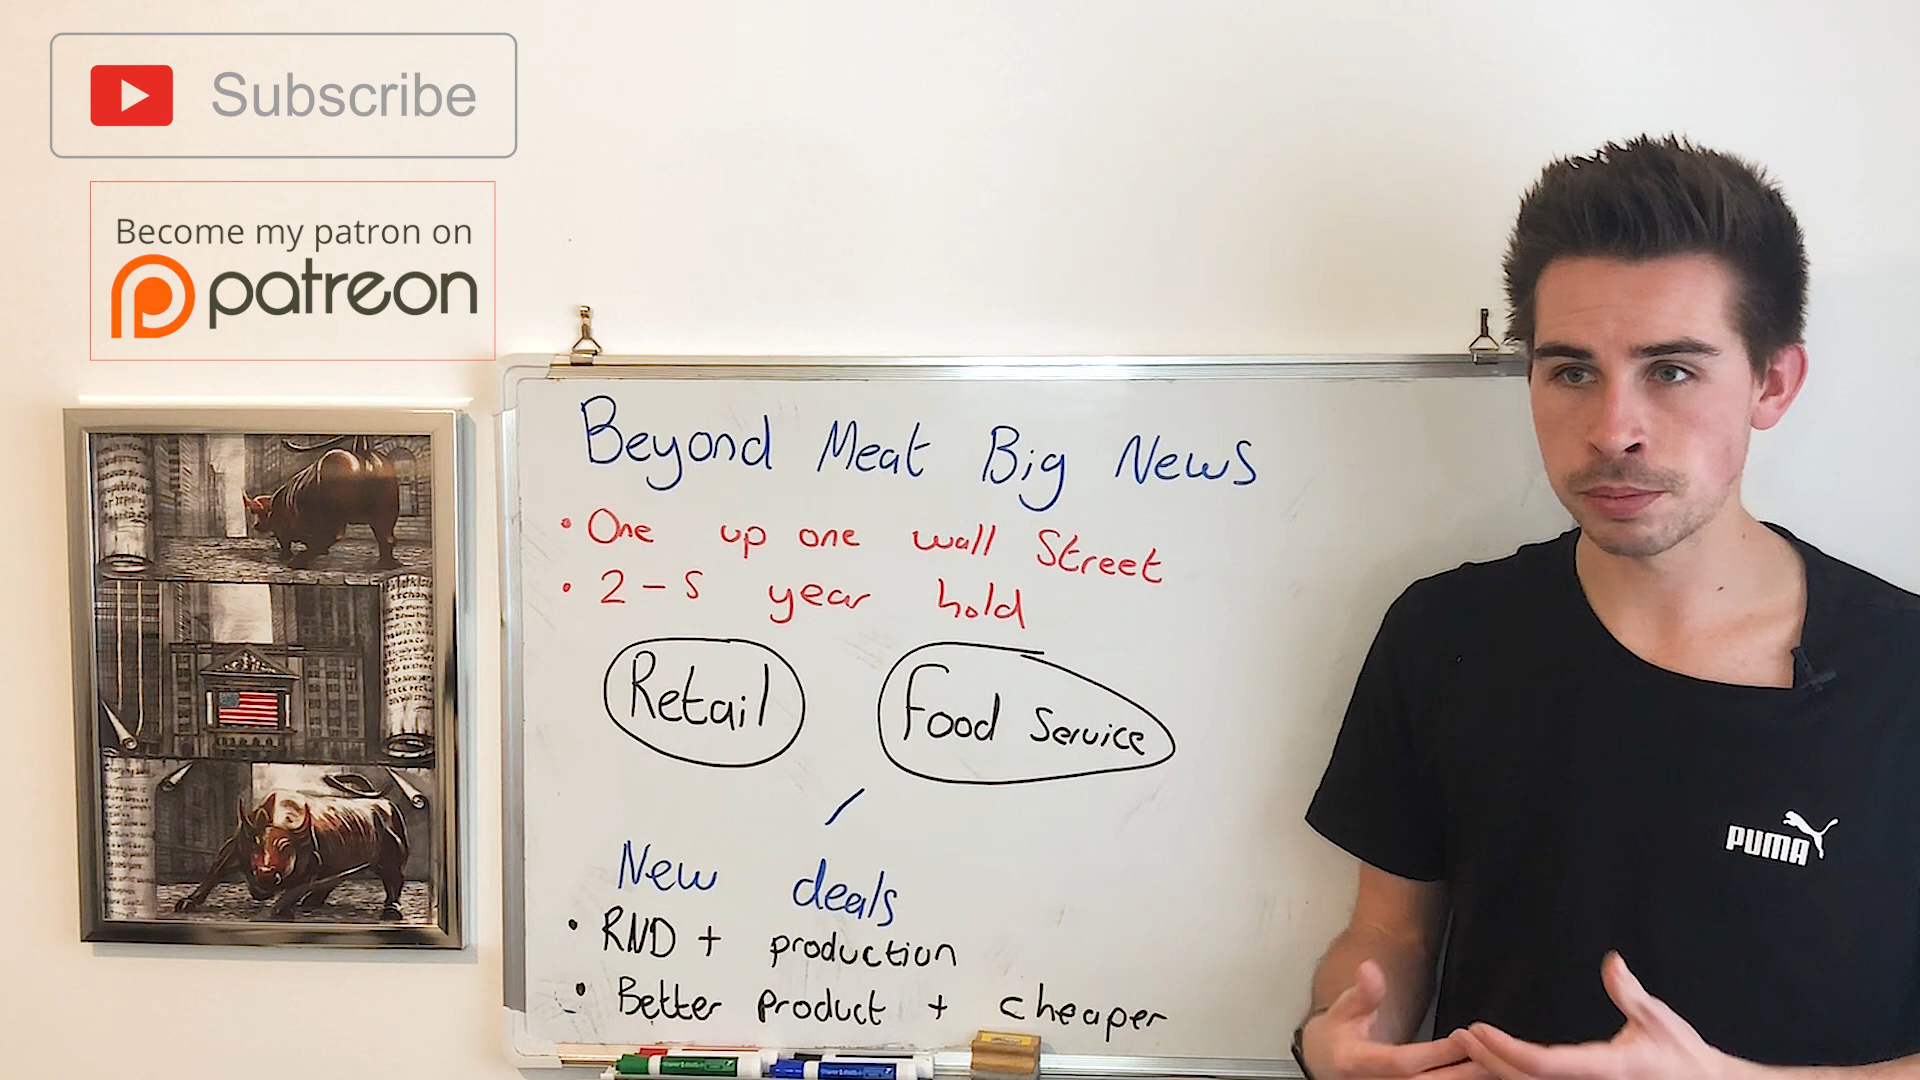 Subscribe
Become my patron on
patreon
Beyond Meat Big News
• One up one wall Street
• 2-5 year hold
Retail
Food Service
New deals
• RND + production
• Better product + cheaper
PUMA